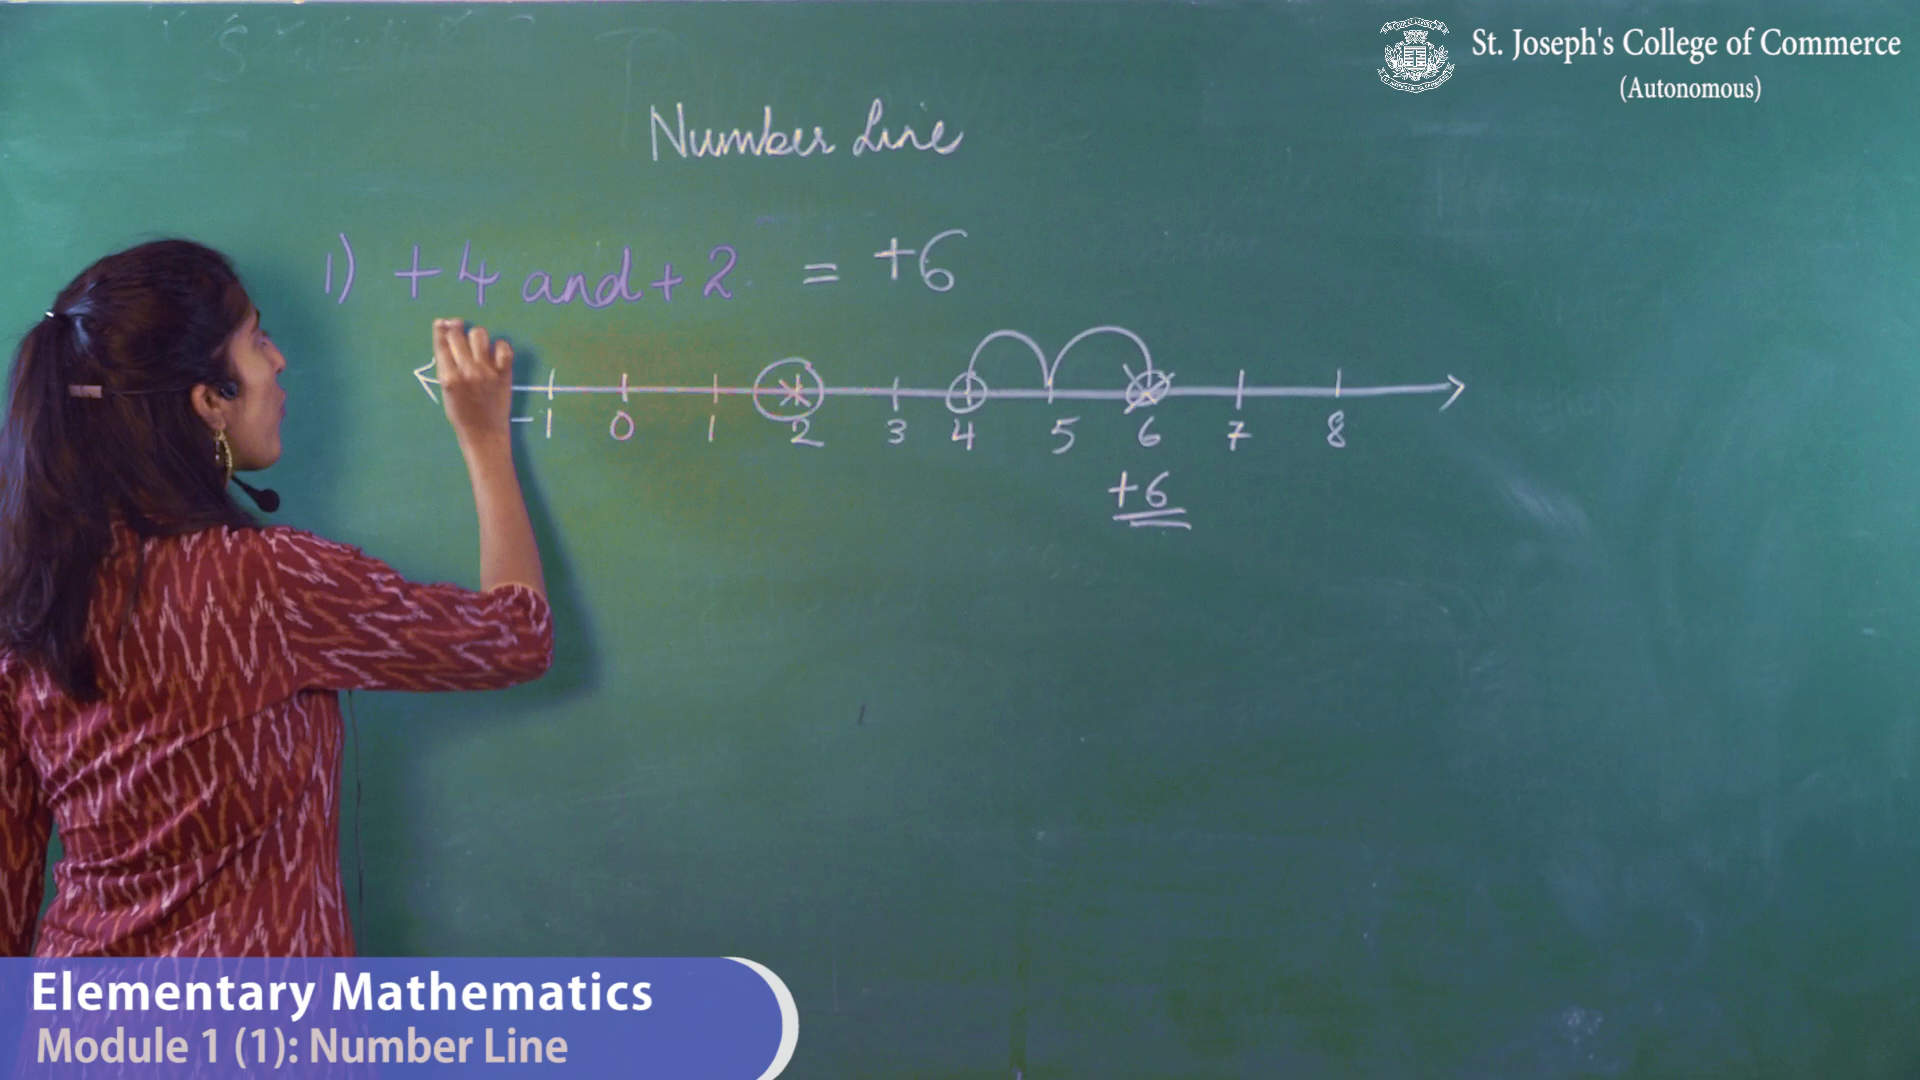 St. Joseph's College of Commerce
(Autonomous)
Number Line
1) +4 and +2 = +6
-1 0 1 2 3 4 5 6 7 8
+6
Elementary Mathematics
Module 1 (1): Number Line